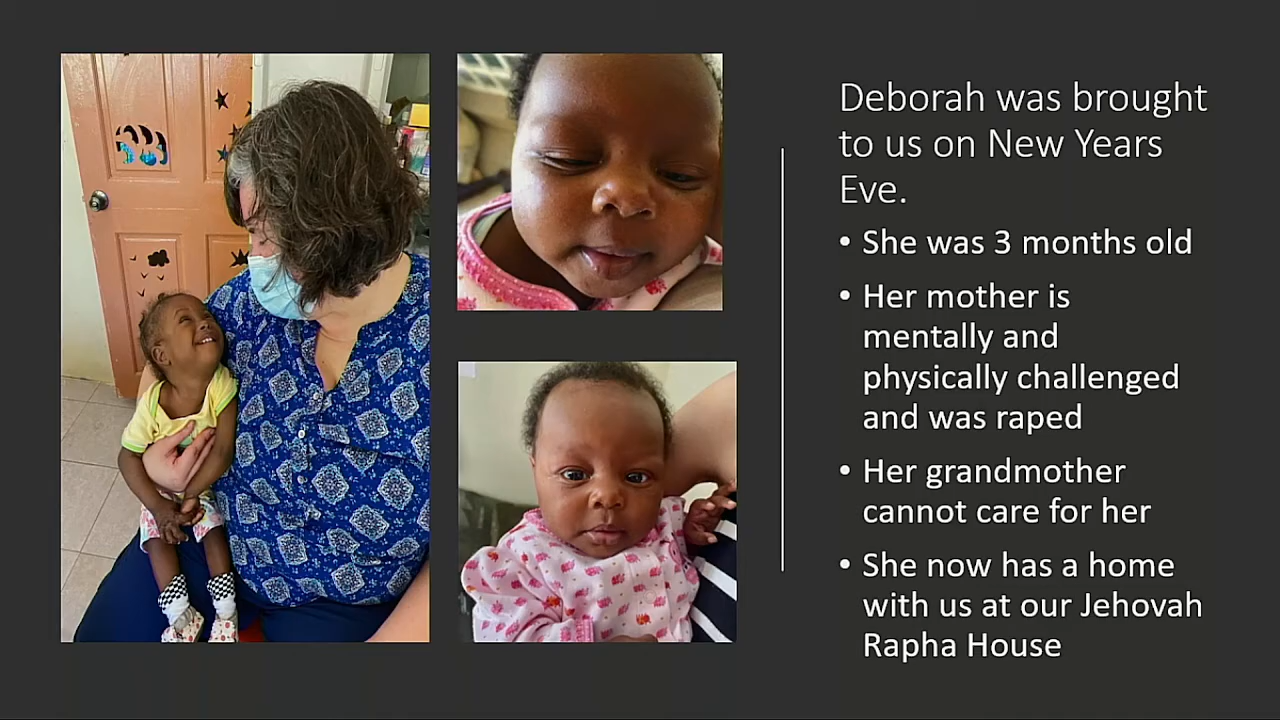 Deborah was brought
to us on New Years
Eve.
• She was 3 months old
• Her mother is
mentally and
physically challenged
and was raped
• Her grandmother
cannot care for her
• She now has a home
with us at our Jehovah
Rapha House